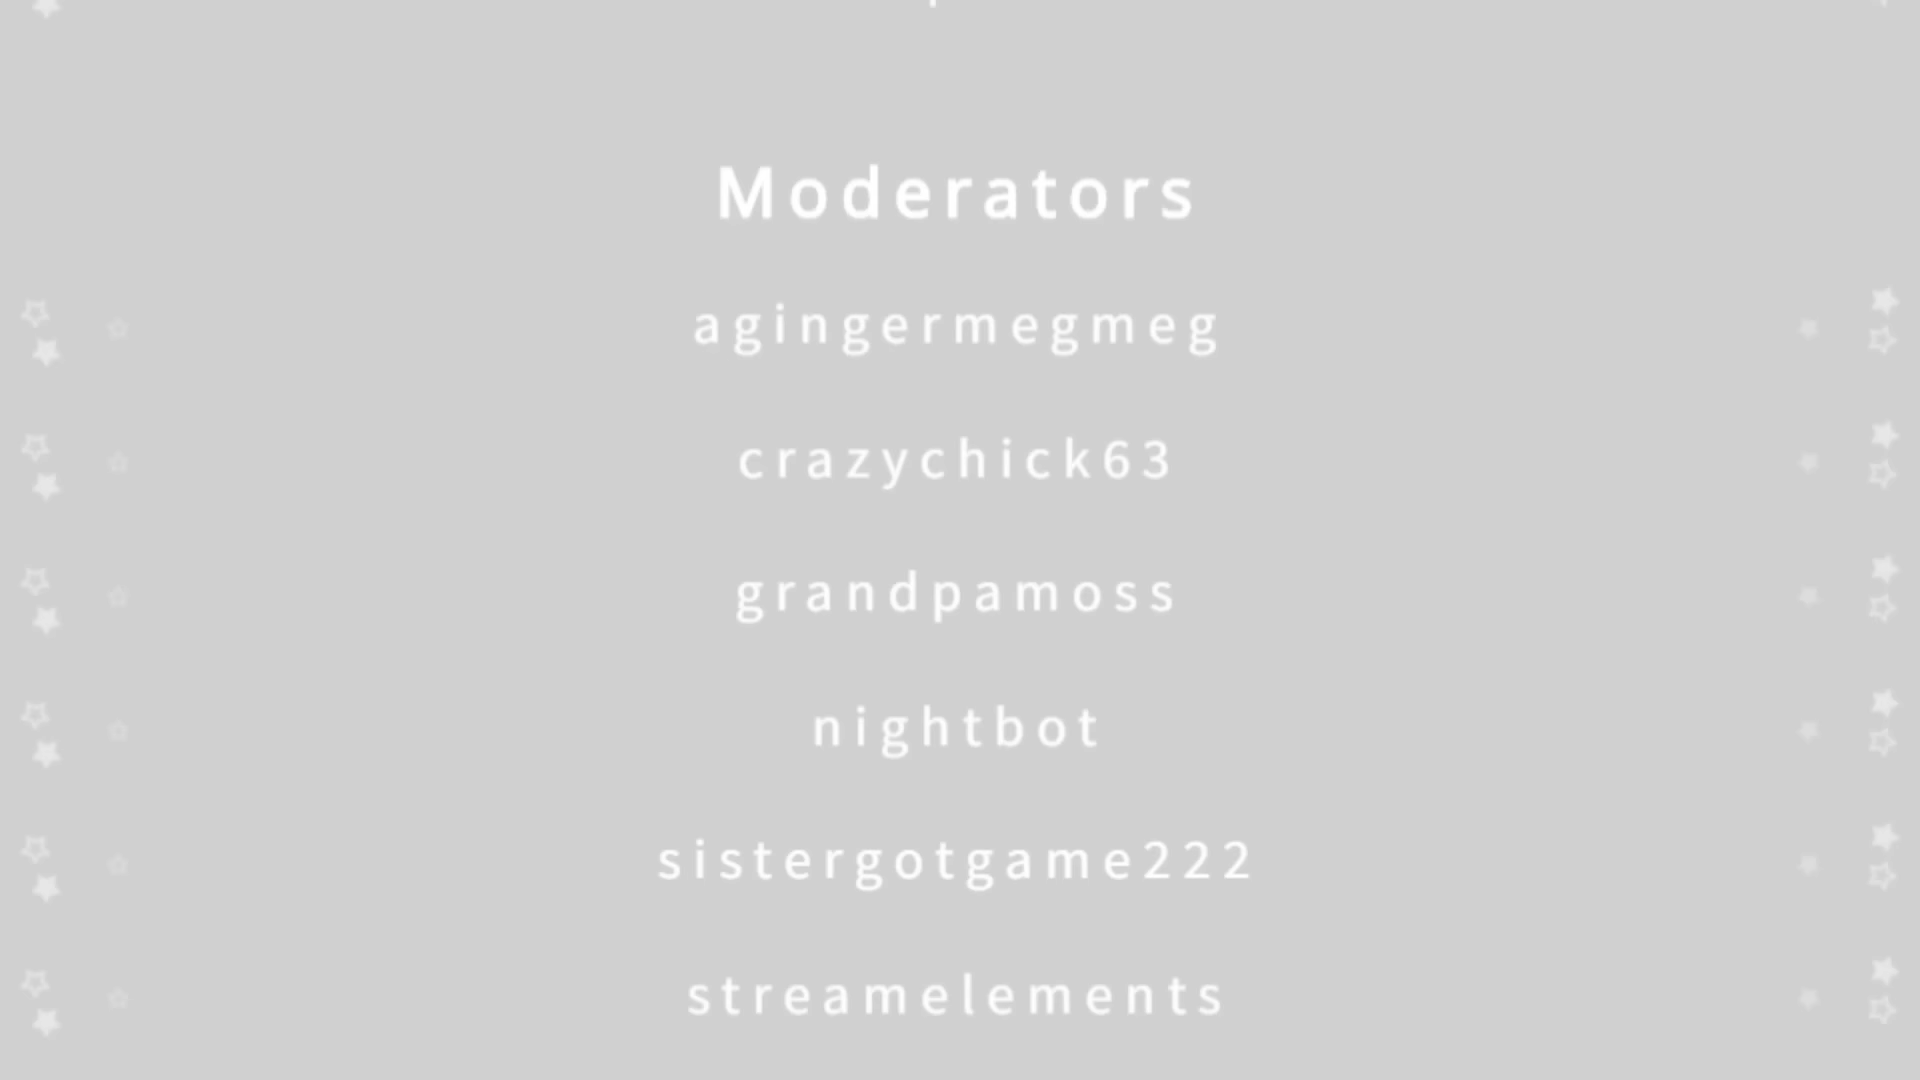 Moderators
agingermegmeg
crazychick63
grandpamoss
nightbot
sistergotgame222
streamelements